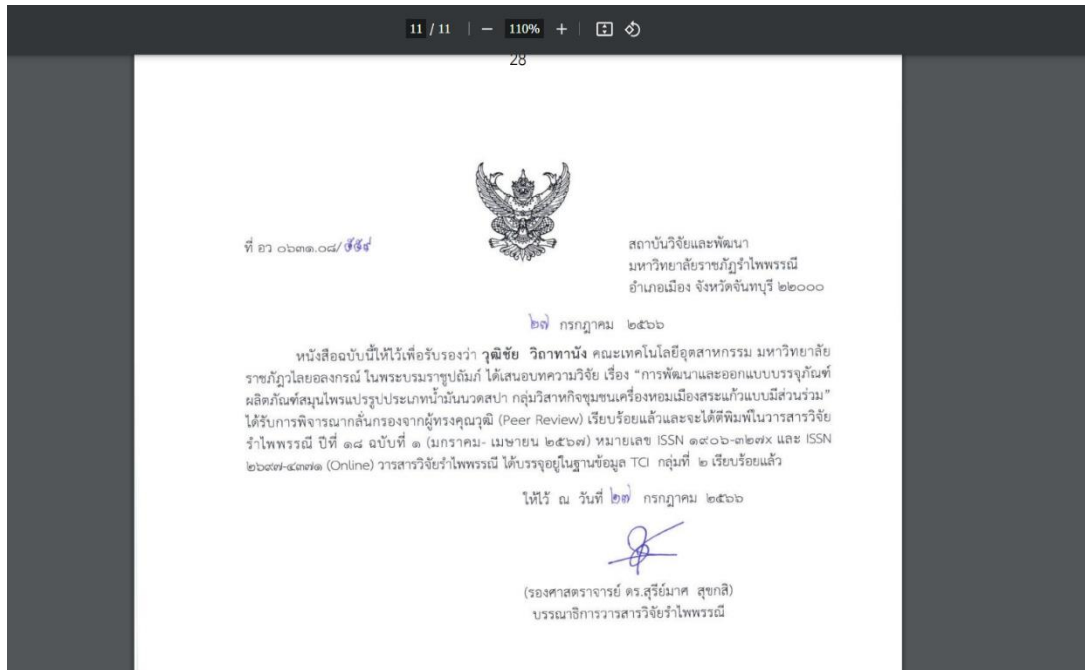 11 / 11 | − 110% +
28
ที่ อว ๐๖๓๑.๐๘/๕๕๙
สถาบันวิจัยและพัฒนา
มหาวิทยาลัยราชภัฏรำไพพรรณี
อำเภอเมือง จังหวัดจันทบุรี ๒๒๐๐๐
๒๗ กรกฎาคม ๒๕๖๖
หนังสือฉบับนี้ให้ไว้เพื่อรับรองว่า วุฒิชัย วิถาทานัง คณะเทคโนโลยีอุตสาหกรรม มหาวิทยาลัย
ราชภัฏวไลยอลงกรณ์ ในพระบรมราชูปถัมภ์ ได้เสนอบทความวิจัย เรื่อง “การพัฒนาและออกแบบบรรจุภัณฑ์
ผลิตภัณฑ์สมุนไพรแปรรูปประเภทน้ำมันนวดสปา กลุ่มวิสาหกิจชุมชนเครื่องหอมเมืองสระแก้วแบบมีส่วนร่วม”
ได้รับการพิจารณากลั่นกรองจากผู้ทรงคุณวุฒิ (Peer Review) เรียบร้อยแล้วและจะได้ตีพิมพ์ในวารสารวิจัย
รำไพพรรณี ปีที่ ๑๘ ฉบับที่ ๑ (มกราคม- เมษายน ๒๕๖๗) หมายเลข ISSN ๑๙๐๖-๓๒๗x และ ISSN
๒๖๙๗-๔๓๗๑ (Online) วารสารวิจัยรำไพพรรณี ได้บรรจุอยู่ในฐานข้อมูล TCI กลุ่มที่ ๒ เรียบร้อยแล้ว
ให้ไว้ ณ วันที่ ๒๗ กรกฎาคม ๒๕๖๖
(รองศาสตราจารย์ ดร.สุรีย์มาศ สุขกสิ)
บรรณาธิการวารสารวิจัยรำไพพรรณี